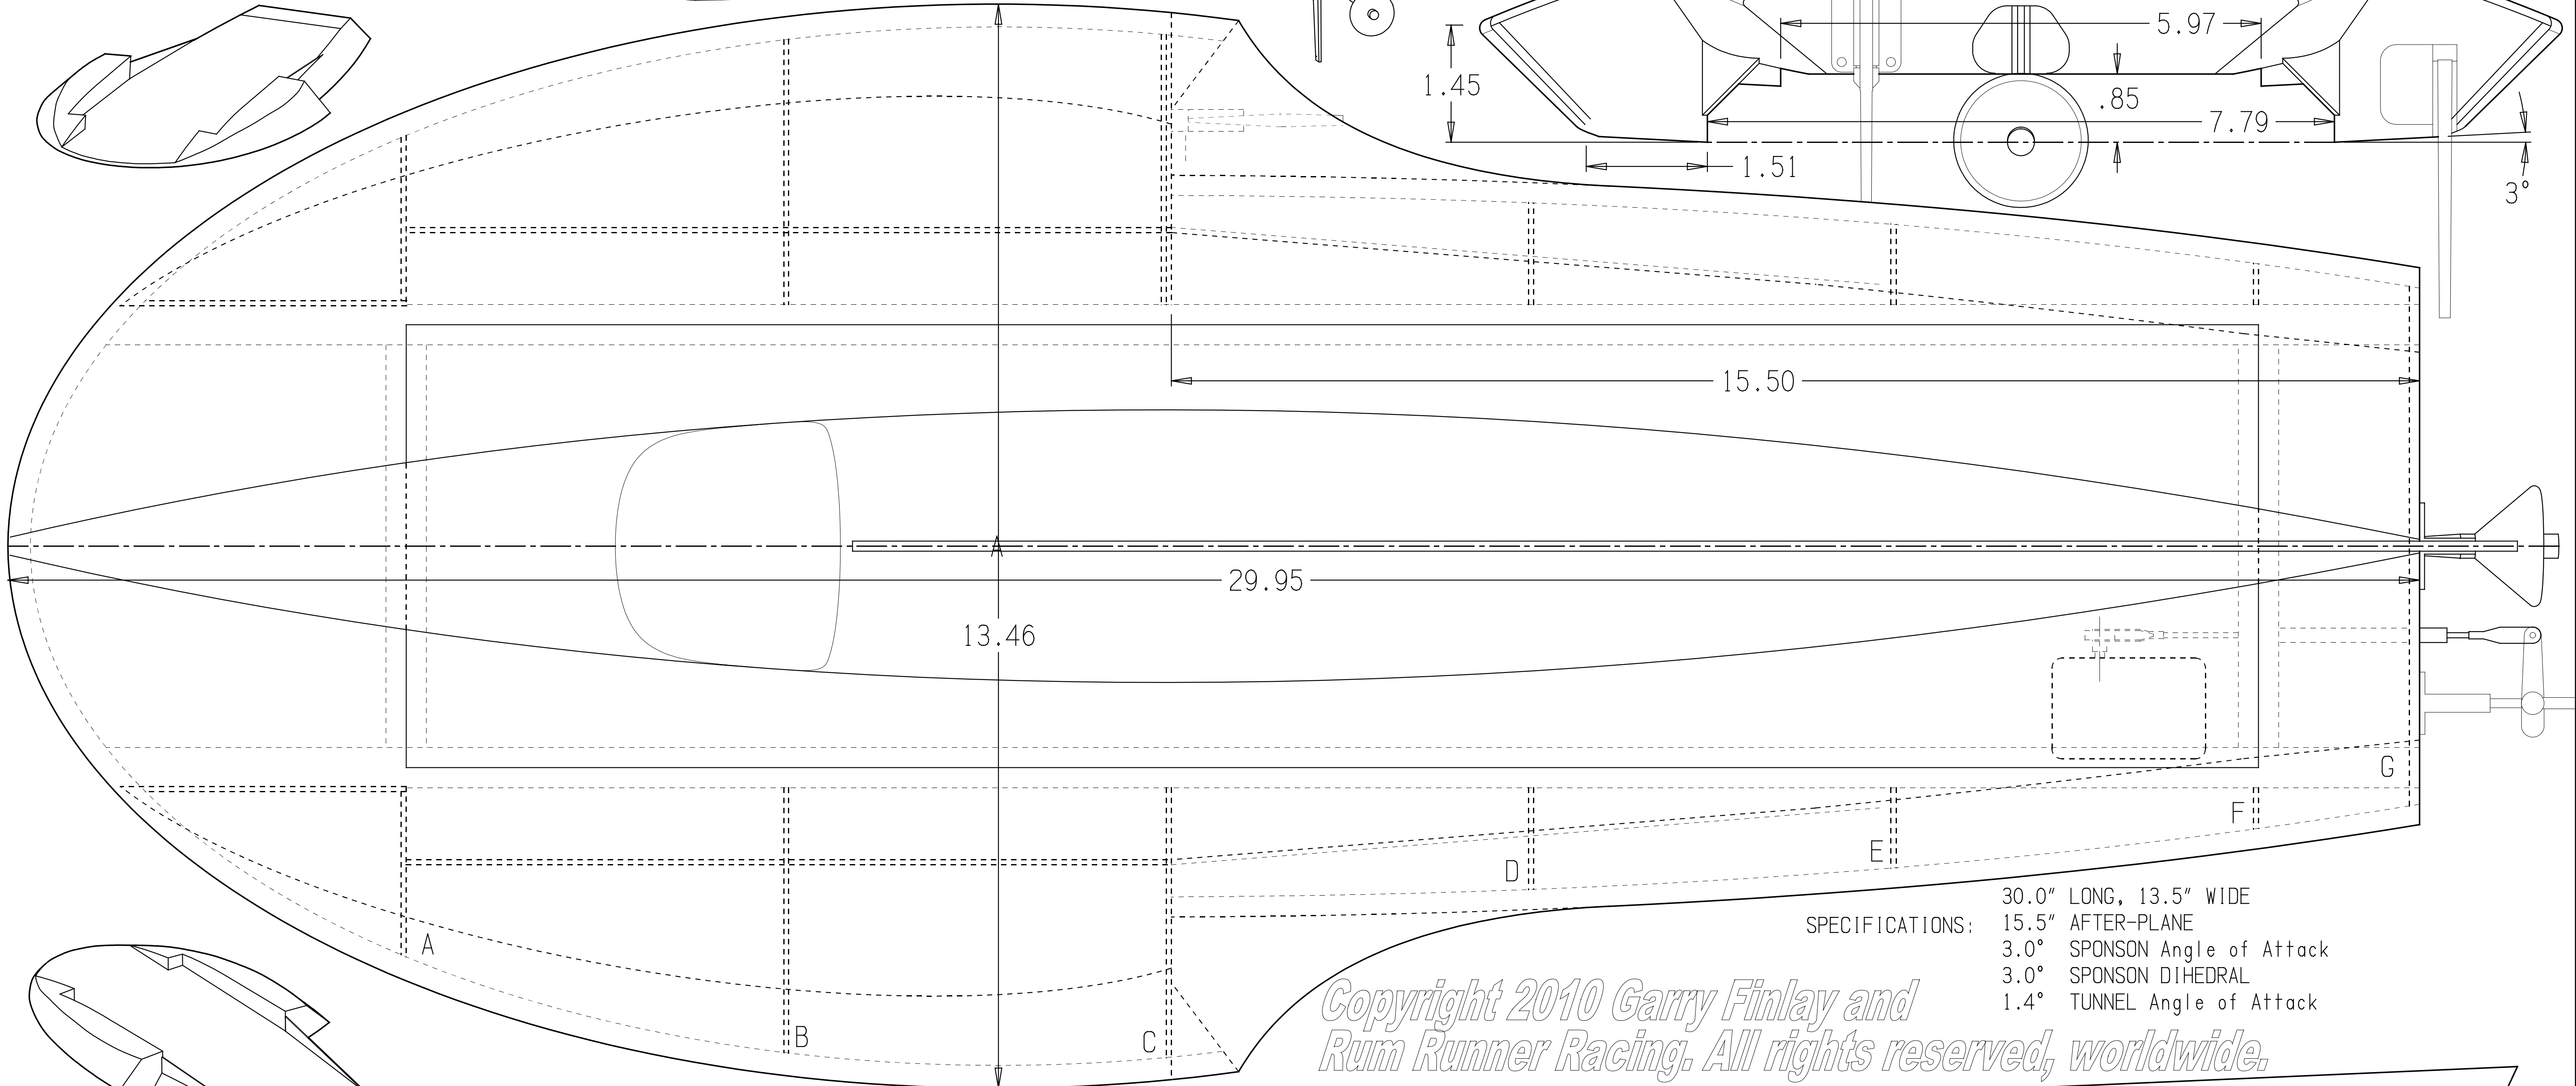 5.97
1.45
.85
7.79
1.51
3°
15.50
A
29.95
13.46
G
F
E
D
30.0" LONG, 13.5" WIDE
SPECIFICATIONS: 15.5" AFTER-PLANE
3.0° SPONSON Angle of Attack
3.0° SPONSON DIHEDRAL
1.4° TUNNEL Angle of Attack
A
B
C
Copyright 2010 Garry Finlay and
Rum Runner Racing. All rights reserved, worldwide.